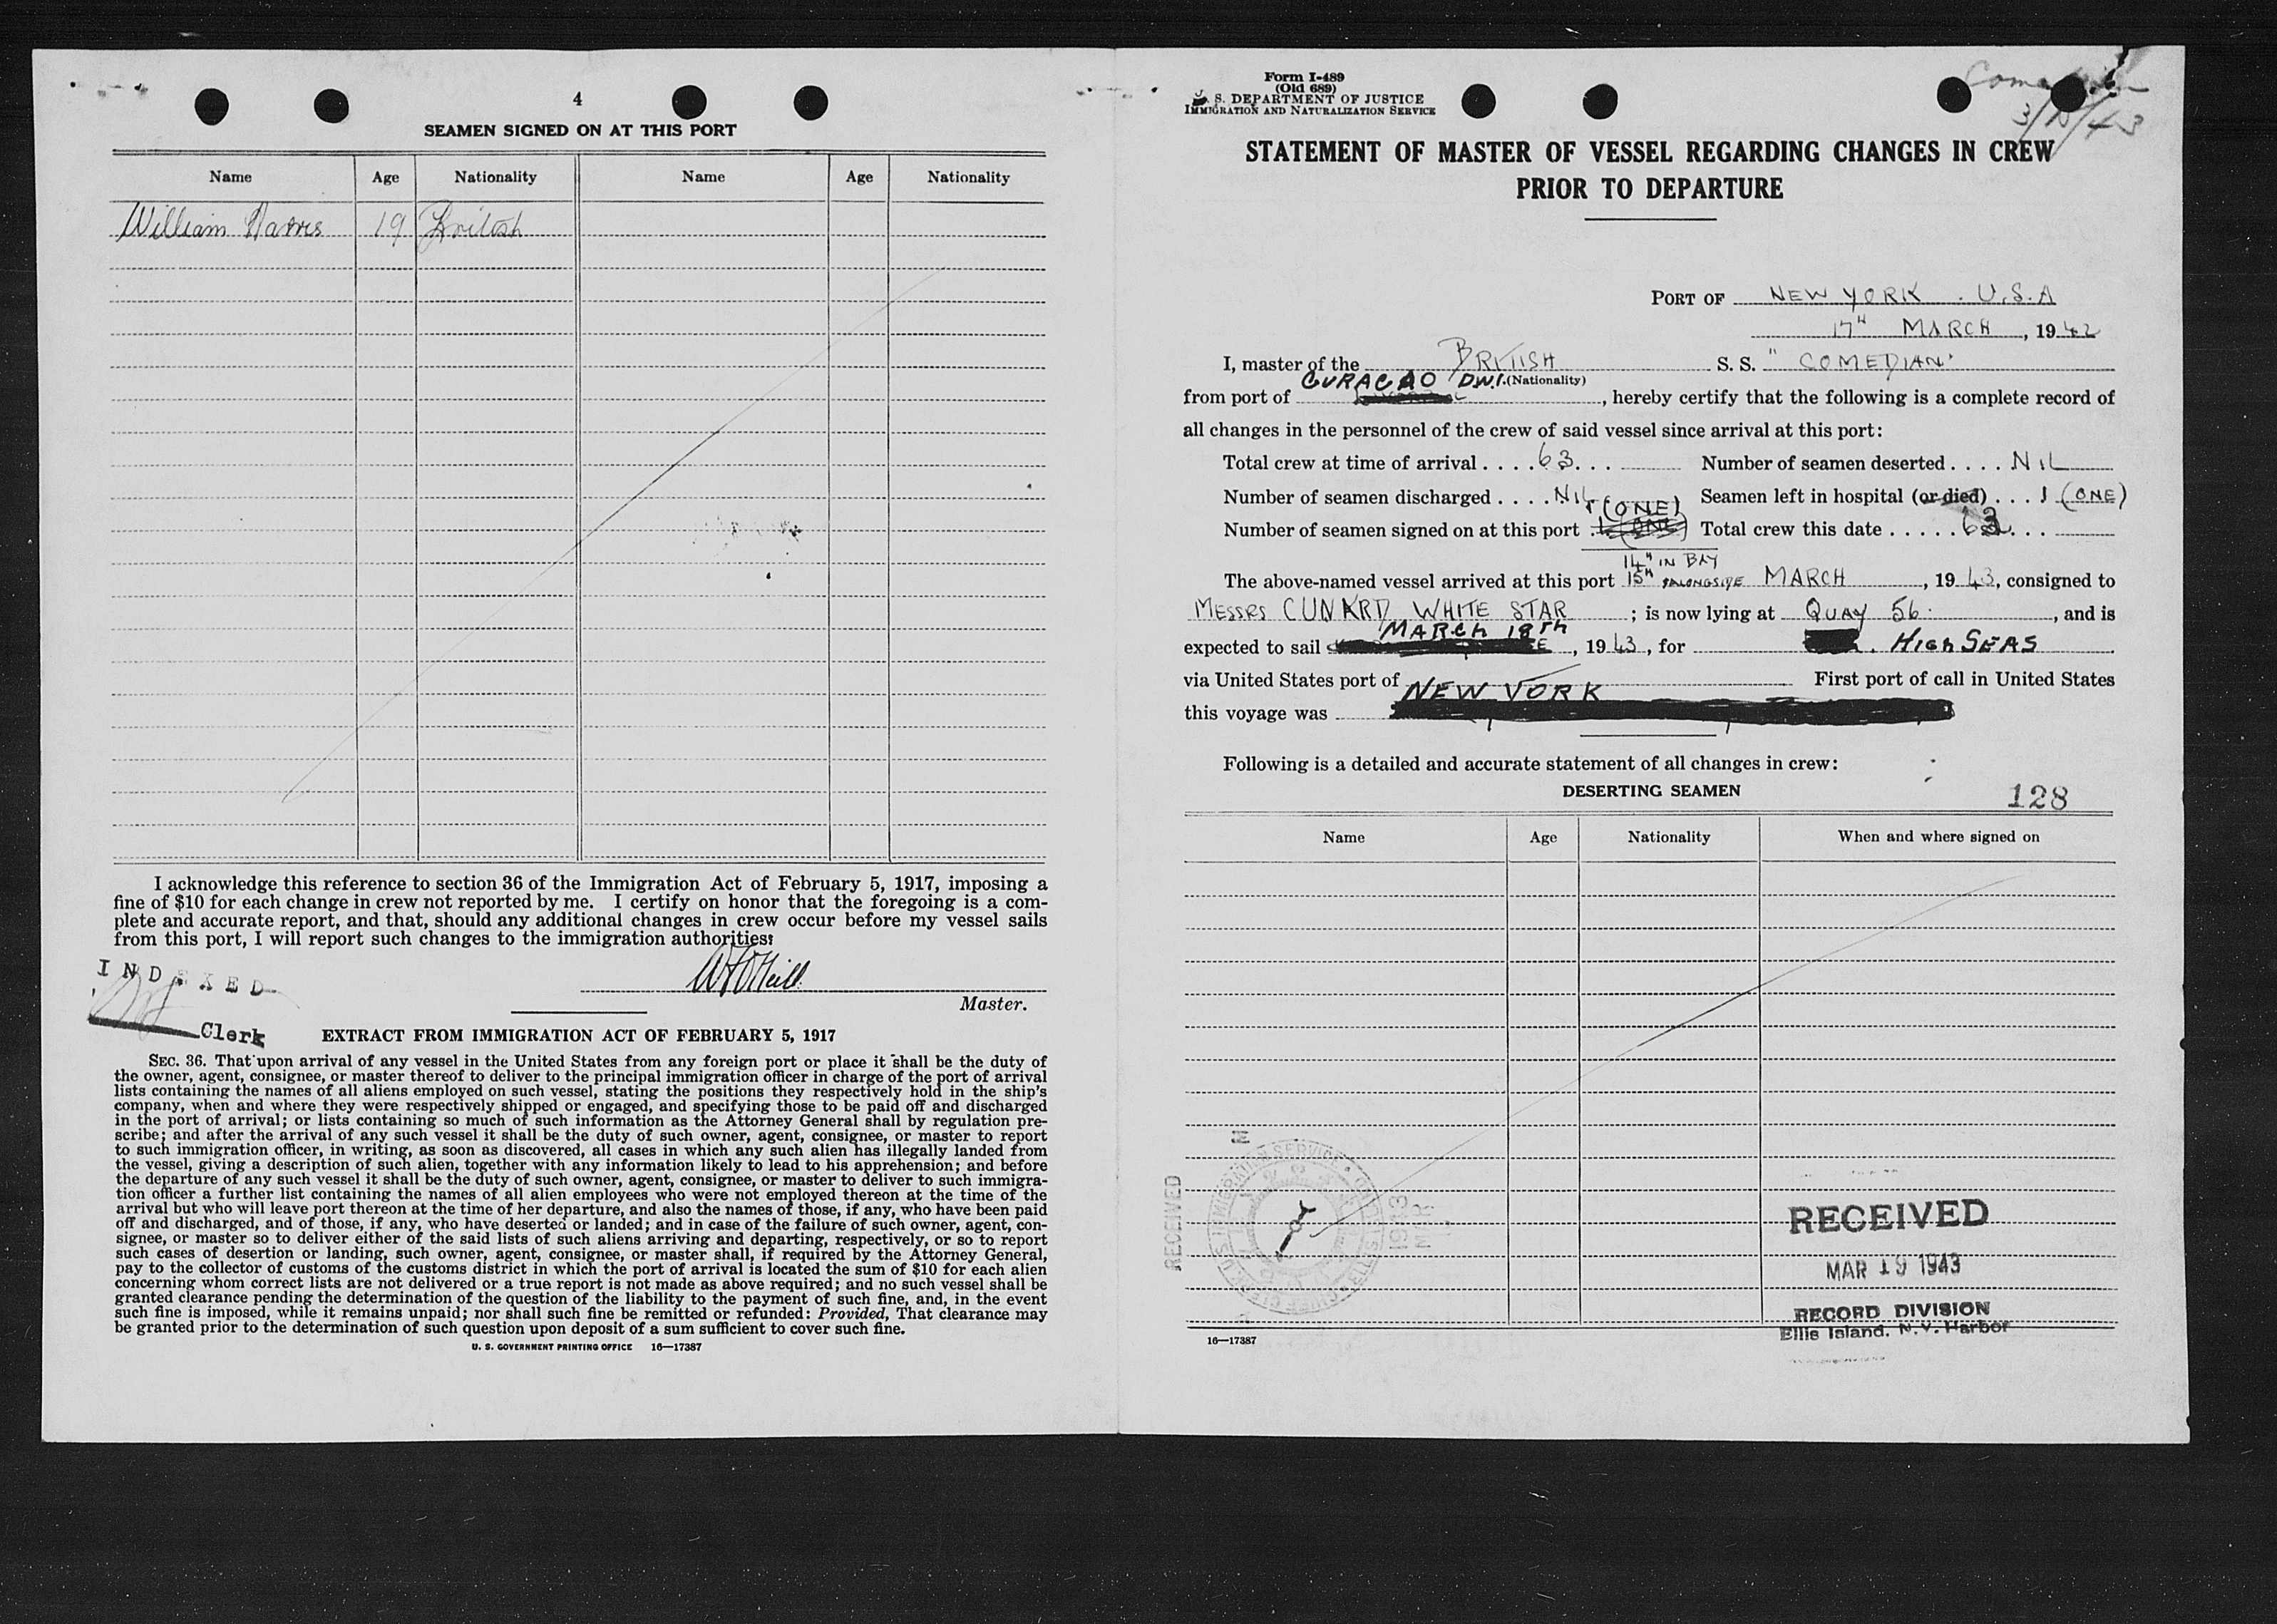 4
SEAMEN SIGNED ON AT THIS PORT
Name Age Nationality Name Age Nationality
William 19 British
I acknowledge this reference to section 36 of the Immigration Act of February 5, 1917, imposing a
fine of $10 for each change in crew not reported by me. I certify on honor that the foregoing is a com-
plete and accurate report, and that, should any additional changes in crew occur before my vessel sails
from this port, I will report such changes to the immigration authorities:
INDEXED
Master.
Clerk
EXTRACT FROM IMMIGRATION ACT OF FEBRUARY 5, 1917
SEC. 36. That upon arrival of any vessel in the United States from any foreign port or place it shall be the duty of
the owner, agent, consignee, or master thereof to deliver to the principal immigration officer in charge of the port of arrival
lists containing the names of all aliens employed on such vessel, stating the positions they respectively hold in the ship's
company, when and where they were respectively shipped or engaged, and specifying those to be paid off and discharged
in the port of arrival; or lists containing so much of such information as the Attorney General shall by regulation pre-
scribe; and after the arrival of any such vessel it shall be the duty of such owner, agent, consignee, or master to report
to such immigration officer, in writing, as soon as discovered, all cases in which any such alien has illegally landed from
the vessel, giving a description of such alien, together with any information likely to lead to his apprehension; and before
the departure of any such vessel it shall be the duty of such owner, agent, consignee, or master to deliver to such immigra-
tion officer a further list containing the names of all alien employees who were not employed thereon at the time of the
arrival but who will leave port thereon at the time of her departure, and also the names of those, if any, who have been paid
off and discharged, and of those, if any, who have deserted or landed; and in case of the failure of such owner, agent, con-
signee, or master so to deliver either of the said lists of such aliens arriving and departing, respectively, or so to report
such cases of desertion or landing, such owner, agent, consignee, or master shall, if required by the Attorney General,
pay to the collector of customs of the customs district in which the port of arrival is located the sum of $10 for each alien
concerning whom correct lists are not delivered or a true report is not made as above required; and no such vessel shall be
granted clearance pending the determination of the question of the liability to the payment of such fine, and, in the event
such fine is imposed, while it remains unpaid; nor shall such fine be remitted or refunded: Provided, That clearance may
be granted prior to the determination of such question upon deposit of a sum sufficient to cover such fine.
U. S. GOVERNMENT PRINTING OFFICE 16—17387
Form I-489
(Old 689)
U. S. DEPARTMENT OF JUSTICE
IMMIGRATION AND NATURALIZATION SERVICE
STATEMENT OF MASTER OF VESSEL REGARDING CHANGES IN CREW
PRIOR TO DEPARTURE
PORT OF NEW YORK . U.S.A
17" MARCH, 1942
I, master of the BRITISH S. S. "COMEDIAN"
CURACAO D.W.I. (Nationality)
from port of , hereby certify that the following is a complete record of
all changes in the personnel of the crew of said vessel since arrival at this port:
Total crew at time of arrival . . . . 63. . . Number of seamen deserted . . . . NIL
Number of seamen discharged . . . . NIL Seamen left in hospital (or died) . . . 1 (ONE)
1 (ONE)
Number of seamen signed on at this port . 1 (ONE) Total crew this date . . . . . 63. . .
14" IN BAY
The above-named vessel arrived at this port 15TH ALONGSIDE MARCH, 1943, consigned to
MESSRS CUNARD WHITE STAR ; is now lying at QUAY 56. , and is
MARCH 18TH
expected to sail , 1943, for . HIGH SEAS
via United States port of First port of call in United States
NEW YORK
this voyage was
Following is a detailed and accurate statement of all changes in crew:
DESERTING SEAMEN 128
Name Age Nationality When and where signed on
RECEIVED
1943
MAR
RECEIVED
MAR 19 1943
RECORD DIVISION
Ellis Island, N.Y. Harbor
16—17387